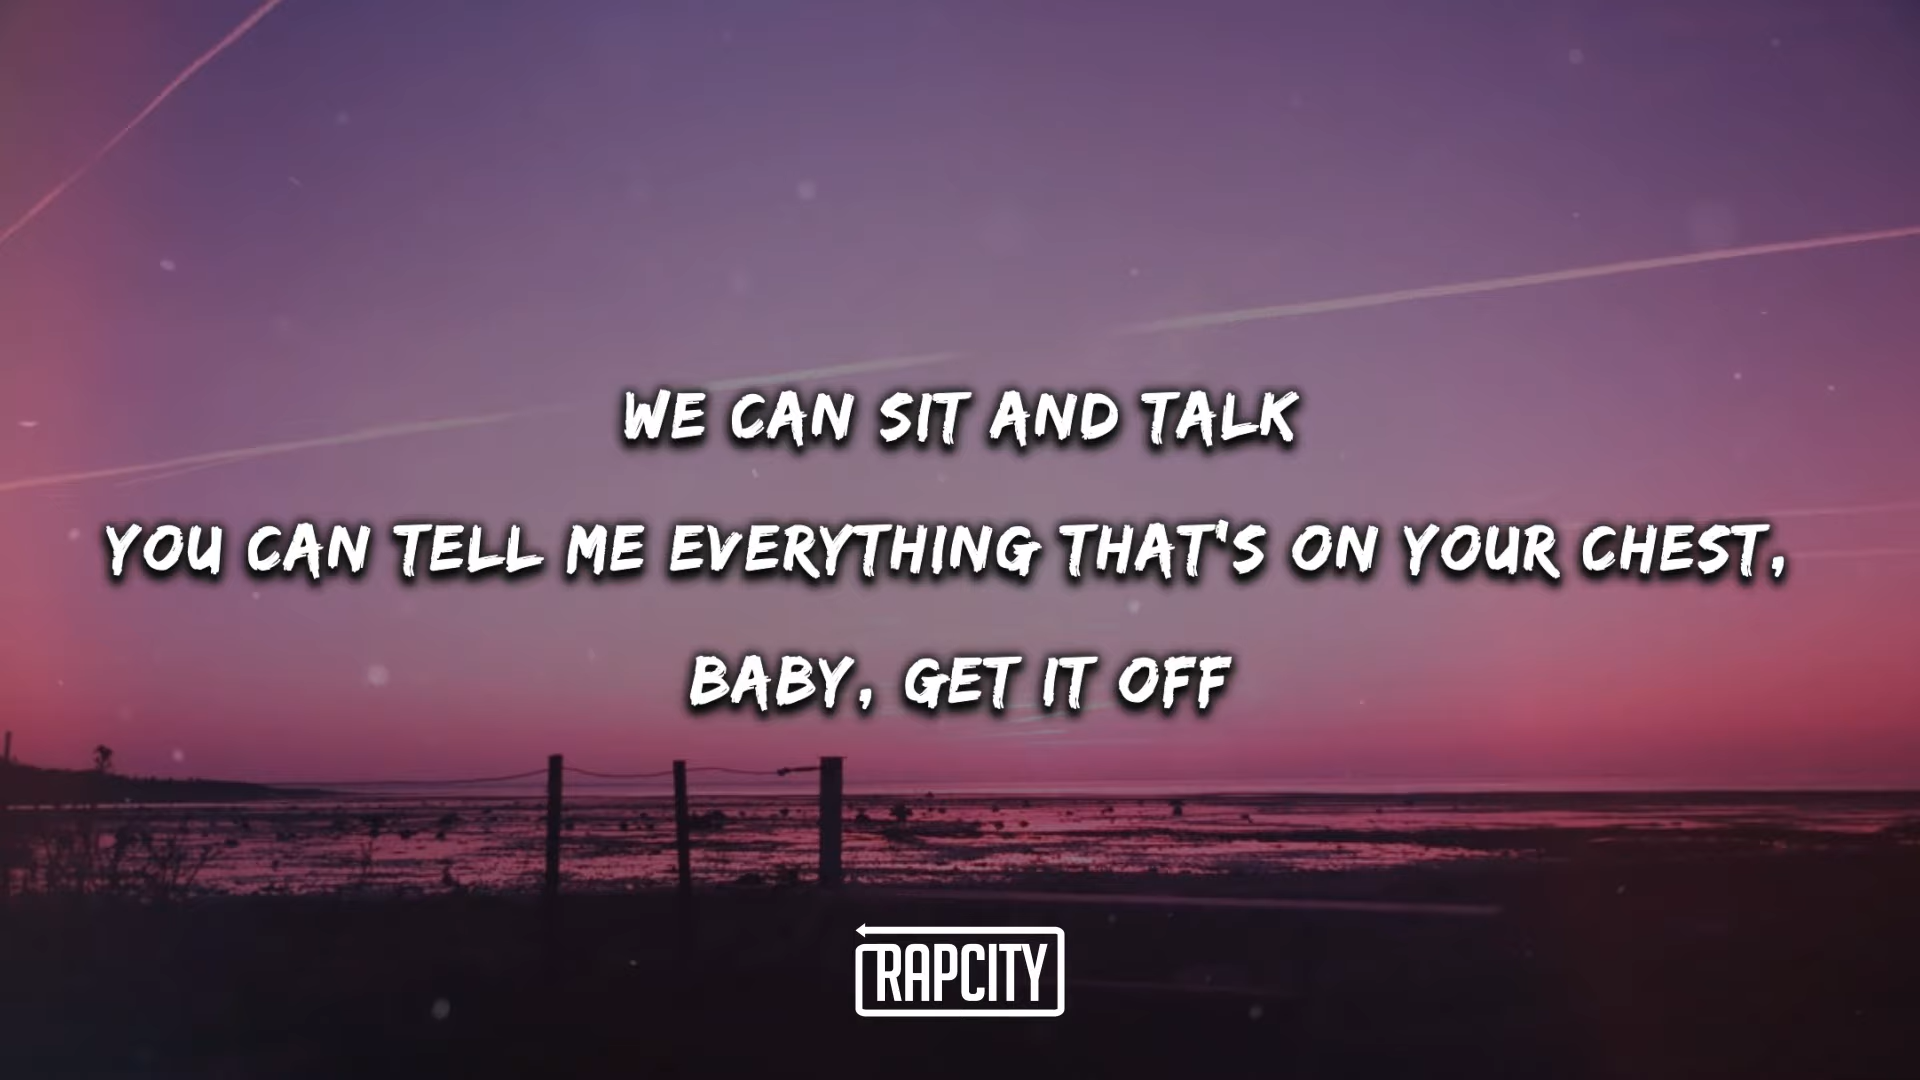 WE CAN SIT AND TALK
YOU CAN TELL ME EVERYTHING THAT'S ON YOUR CHEST,
BABY, GET IT OFF
RAPCITY